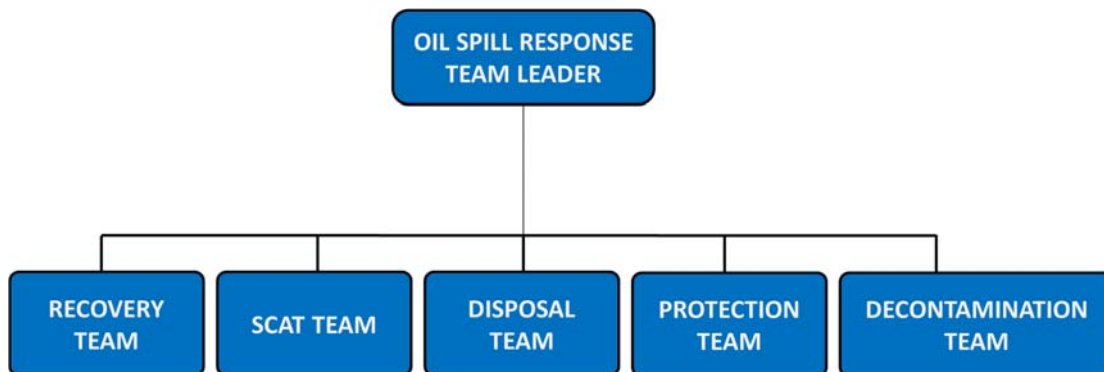 OIL SPILL RESPONSE
TEAM LEADER
RECOVERY
TEAM
SCAT TEAM
DISPOSAL
TEAM
PROTECTION
TEAM
DECONTAMINATION
TEAM